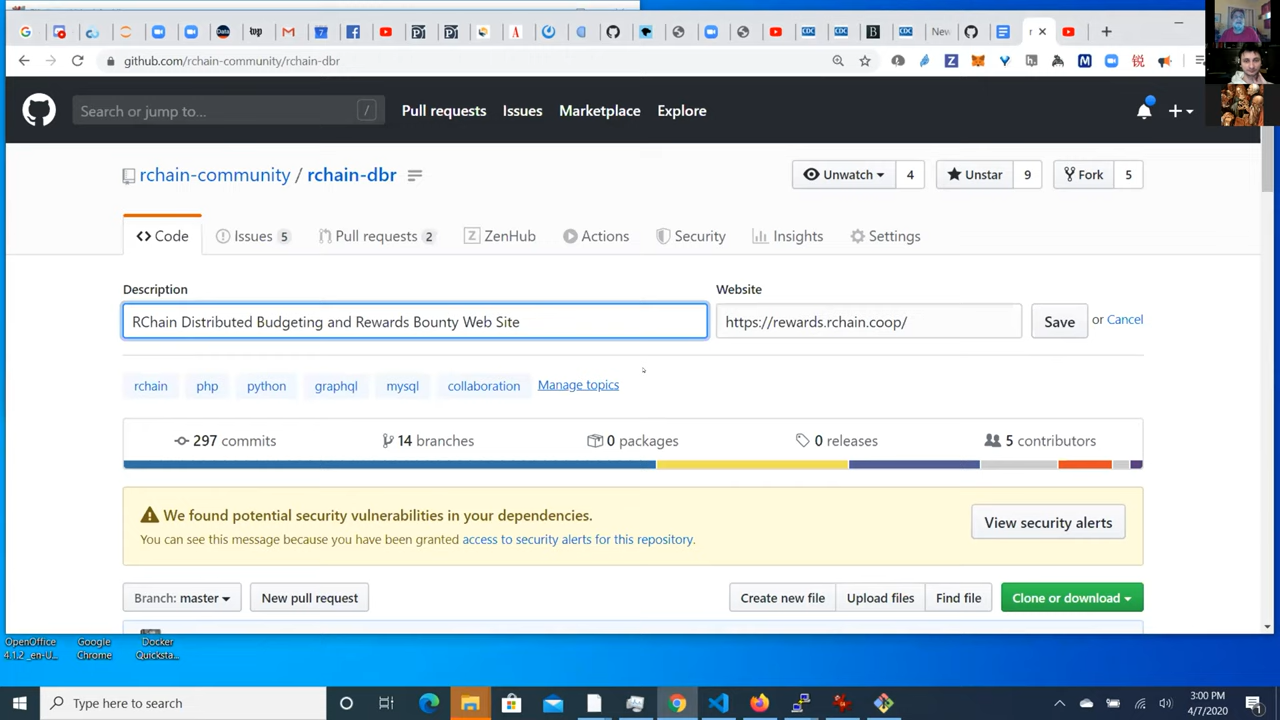 New
github.com/rchain-community/rchain-dbr
Search or jump to… /
Pull requests
Issues
Marketplace
Explore
rchain-community / rchain-dbr
Unwatch 4
Unstar 9
Fork 5
Code
Issues 5
Pull requests 2
ZenHub
Actions
Security
Insights
Settings
Description
Website
RChain Distributed Budgeting and Rewards Bounty Web Site
https://rewards.rchain.coop/
Save
or Cancel
rchain
php
python
graphql
mysql
collaboration
Manage topics
297 commits
14 branches
0 packages
0 releases
5 contributors
We found potential security vulnerabilities in your dependencies.
You can see this message because you have been granted access to security alerts for this repository.
View security alerts
Branch: master
New pull request
Create new file
Upload files
Find file
Clone or download
OpenOffice
4.1.2 _en-U...
Google
Chrome
Docker
Quicksta...
Type here to search
3:00 PM
4/7/2020